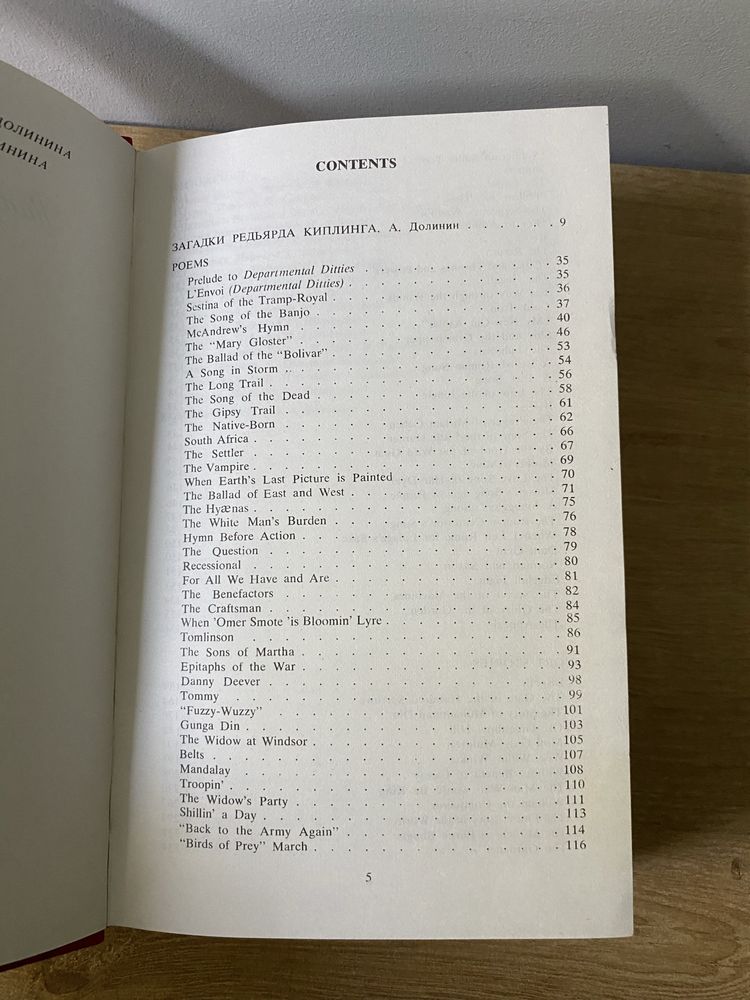 ДОЛИНИНА
CONTENTS
ЗАГАДКИ РЕДЬЯРДА КИПЛИНГА. А. Долинин . . . . . . 9
POEMS
Prelude to Departmental Ditties . . . . . . . . . . . 35
L'Envoi (Departmental Ditties) . . . . . . . . . . . 35
Sestina of the Tramp-Royal . . . . . . . . . . . . 36
The Song of the Banjo . . . . . . . . . . . . . 37
McAndrew's Hymn . . . . . . . . . . . . . 40
The "Mary Gloster" . . . . . . . . . . . . . 46
The Ballad of the "Bolivar" . . . . . . . . . . . . 53
A Song in Storm . . . . . . . . . . . . . . 54
The Long Trail . . . . . . . . . . . . . . 56
The Song of the Dead . . . . . . . . . . . . . 58
The Gipsy Trail . . . . . . . . . . . . . . 61
The Native-Born . . . . . . . . . . . . . . 62
South Africa . . . . . . . . . . . . . . . 66
The Settler . . . . . . . . . . . . . . . 67
The Vampire . . . . . . . . . . . . . . . 69
When Earth's Last Picture is Painted . . . . . . . . . 70
The Ballad of East and West . . . . . . . . . . . 71
The Hyænas . . . . . . . . . . . . . . . 75
The White Man's Burden . . . . . . . . . . . . 76
Hymn Before Action . . . . . . . . . . . . . 78
The Question . . . . . . . . . . . . . . 79
Recessional . . . . . . . . . . . . . . . 80
For All We Have and Are . . . . . . . . . . . . 81
The Benefactors . . . . . . . . . . . . . . 82
The Craftsman . . . . . . . . . . . . . . 84
When 'Omer Smote 'is Bloomin' Lyre . . . . . . . . . 85
Tomlinson . . . . . . . . . . . . . . . 86
The Sons of Martha . . . . . . . . . . . . . 91
Epitaphs of the War . . . . . . . . . . . . . 93
Danny Deever . . . . . . . . . . . . . . 98
Tommy . . . . . . . . . . . . . . . . 99
"Fuzzy-Wuzzy" . . . . . . . . . . . . . . 101
Gunga Din . . . . . . . . . . . . . . . 103
The Widow at Windsor . . . . . . . . . . . . 105
Belts . . . . . . . . . . . . . . . . 107
Mandalay . . . . . . . . . . . . . . . 108
Troopin' . . . . . . . . . . . . . . . 110
The Widow's Party . . . . . . . . . . . . . 111
Shillin' a Day . . . . . . . . . . . . . . 113
"Back to the Army Again" . . . . . . . . . . . 114
"Birds of Prey" March . . . . . . . . . . . . 116
5